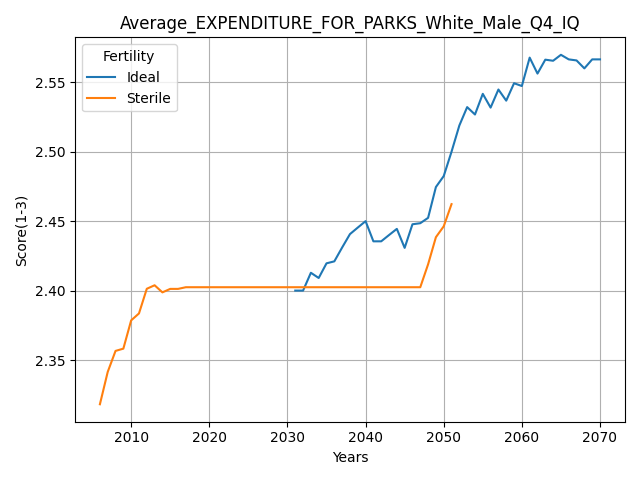 Average_EXPENDITURE_FOR_PARKS_White_Male_Q4_IQ
Fertility
Ideal
Sterile
Score(1-3)
2.55
2.50
2.45
2.40
2.35
2010 2020 2030 2040 2050 2060 2070
Years